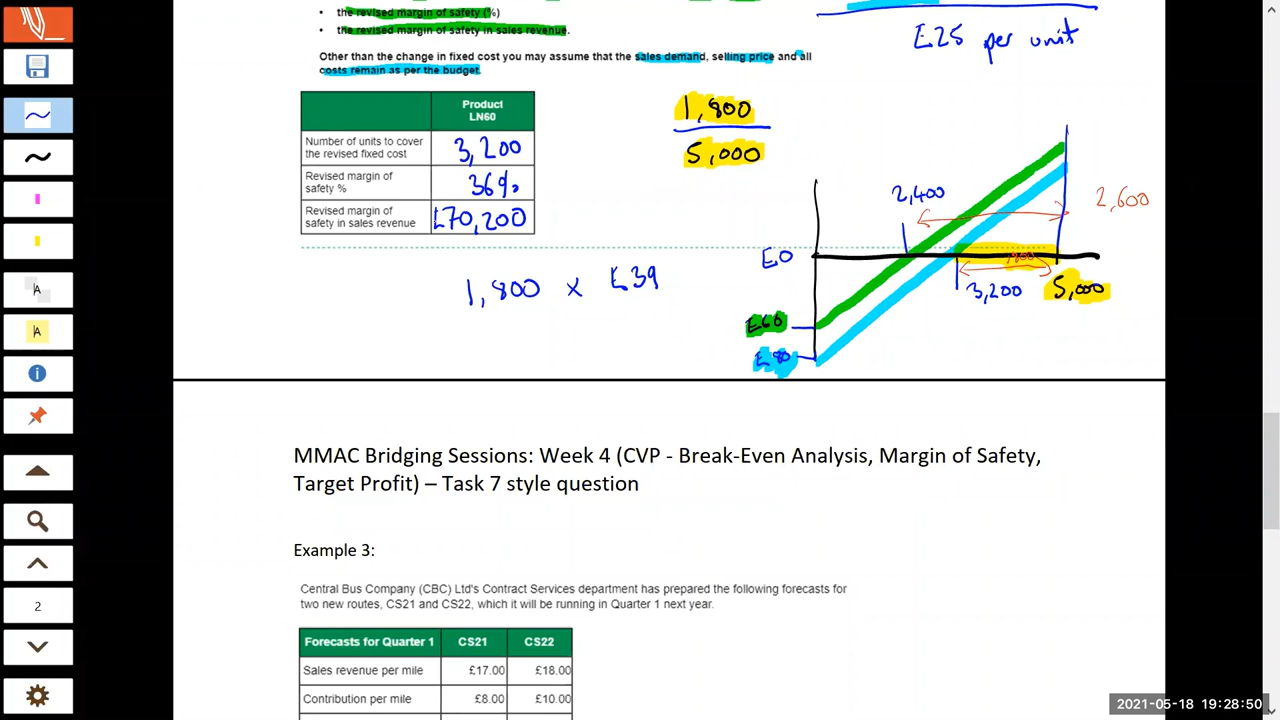 • the revised margin of safety (%)
• the revised margin of safety in sales revenue.
£25 per unit
Other than the change in fixed cost you may assume that the sales demand, selling price and all
costs remain as per the budget.
Product
LN60
Number of units to cover
the revised fixed cost
3,200
Revised margin of
safety %
36%
Revised margin of
safety in sales revenue
£70,200
1,800
5,000
1,800 x £39
2,400
2,600
£0
1800
3,200
5,000
£60
£80
MMAC Bridging Sessions: Week 4 (CVP - Break-Even Analysis, Margin of Safety,
Target Profit) – Task 7 style question
Example 3:
Central Bus Company (CBC) Ltd's Contract Services department has prepared the following forecasts for
two new routes, CS21 and CS22, which it will be running in Quarter 1 next year.
Forecasts for Quarter 1 CS21 CS22
Sales revenue per mile £17.00 £18.00
Contribution per mile £8.00 £10.00
A
A
2
2021-05-18 19:28:50